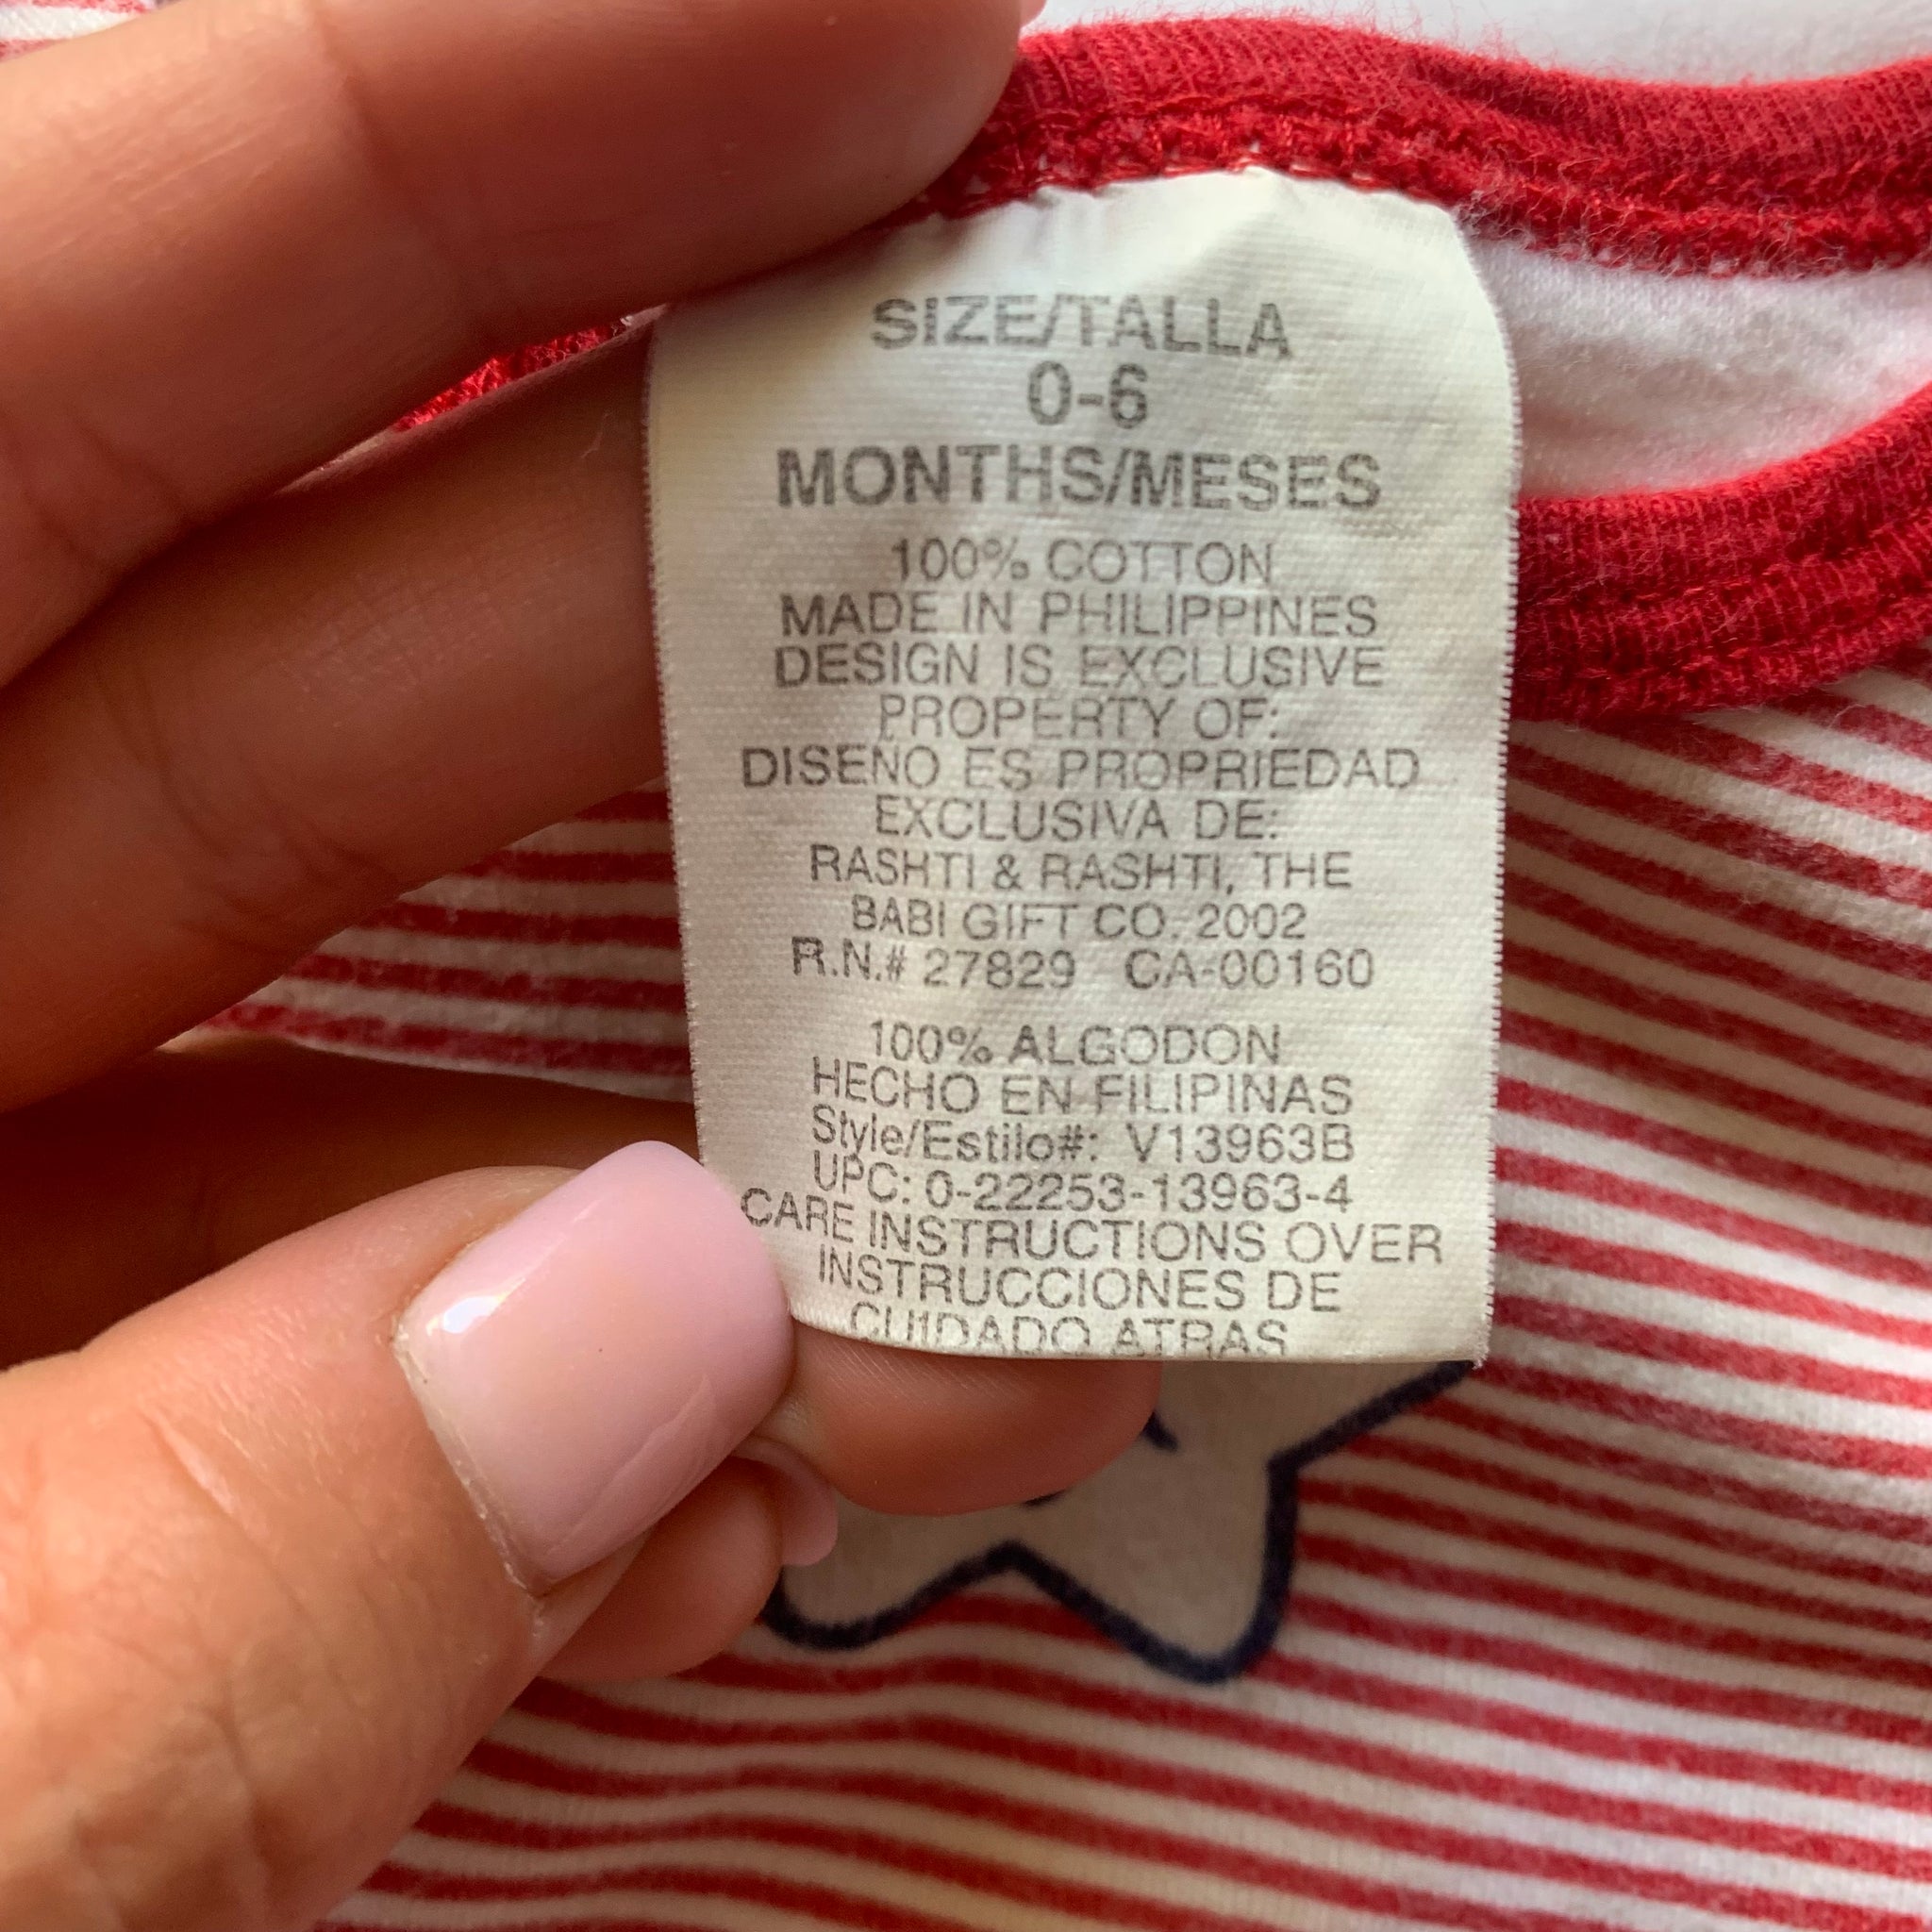 SIZE/TALLA
0-6
MONTHS/MESES
100% COTTON
MADE IN PHILIPPINES
DESIGN IS EXCLUSIVE
PROPERTY OF:
DISENO ES PROPRIEDAD
EXCLUSIVA DE:
RASHTI & RASHTI, THE
BABI GIFT CO. 2002
R.N.# 27829 CA-00160
100% ALGODON
HECHO EN FILIPINAS
Style/Estilo#: V13963B
UPC: 0-22253-13963-4
CARE INSTRUCTIONS OVER
INSTRUCCIONES DE
CUIDADO ATRAS